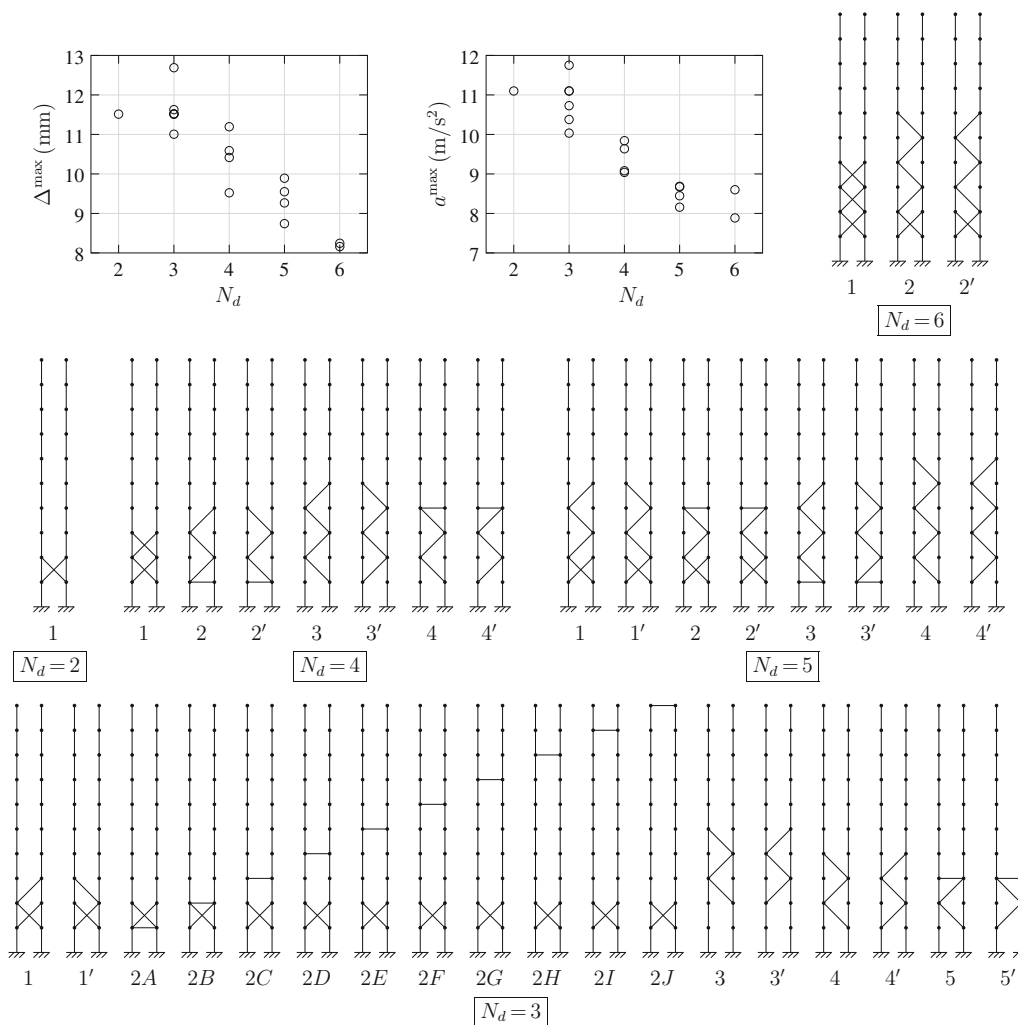 13
12
11
10
9
8
Δ^max (mm)
2 3 4 5 6
N_d
12
11
10
9
8
7
a^max (m/s²)
2 3 4 5 6
N_d
1 2 2′
N_d = 6
1
N_d = 2
1 2 2′ 3 3′ 4 4′
N_d = 4
1 1′ 2 2′ 3 3′ 4 4′
N_d = 5
1 1′ 2A 2B 2C 2D 2E 2F 2G 2H 2I 2J 3 3′ 4 4′ 5 5′
N_d = 3